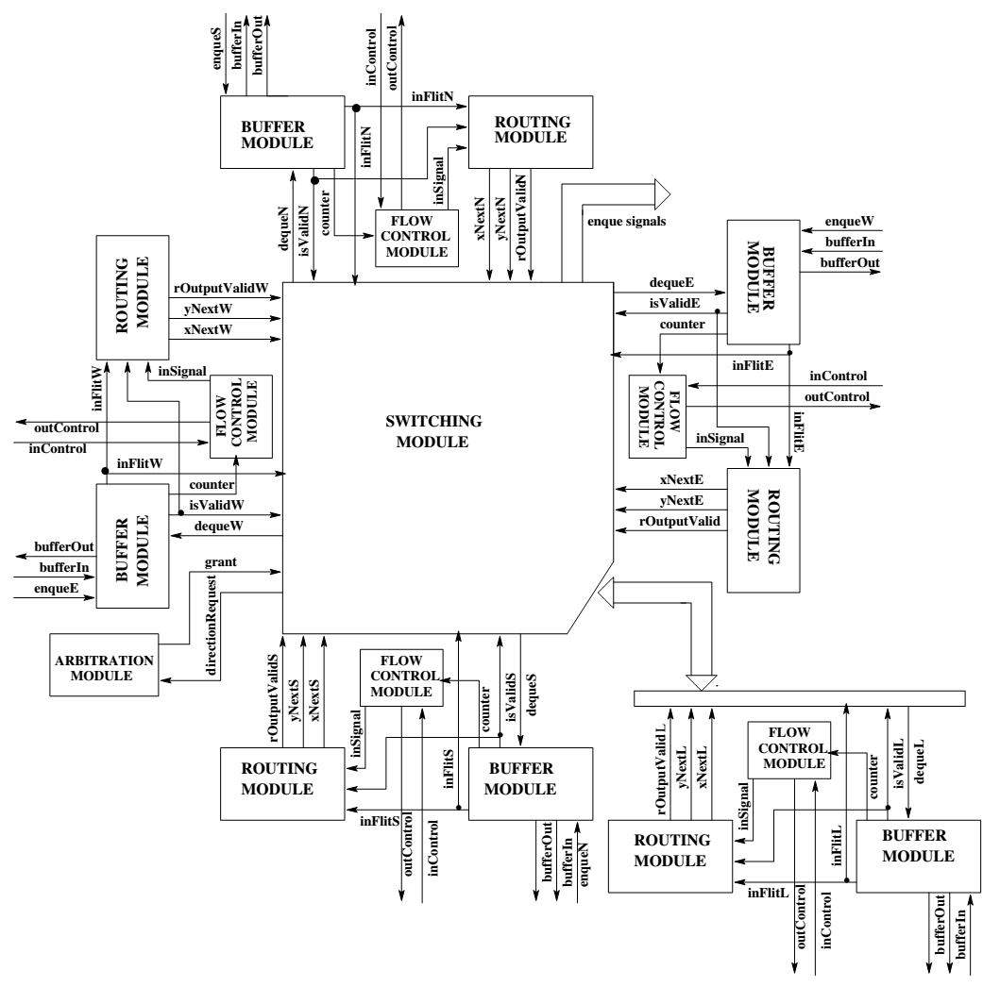 enqueS
bufferIn
bufferOut
inControl
outControl
BUFFER
MODULE
inFlitN
inFlitN
ROUTING
MODULE
inSignal
dequeN
isValidN
counter
FLOW
CONTROL
MODULE
xNextN
yNextN
rOutputValidN
enque signals
ROUTING
MODULE
rOutputValidW
yNextW
xNextW
inFlitW
inSignal
FLOW
CONTROL
MODULE
outControl
inControl
inFlitW
counter
isValidW
dequeW
BUFFER
MODULE
bufferOut
bufferIn
enqueE
grant
directionRequest
ARBITRATION
MODULE
SWITCHING
MODULE
enqueW
bufferIn
bufferOut
BUFFER
MODULE
dequeE
isValidE
counter
inFlitE
inControl
outControl
FLOW
CONTROL
MODULE
inSignal
inFlitE
xNextE
yNextE
rOutputValid
ROUTING
MODULE
rOutputValidS
yNextS
xNextS
FLOW
CONTROL
MODULE
inSignal
counter
isValidS
dequeS
inFlitS
ROUTING
MODULE
BUFFER
MODULE
inFlitS
outControl
inControl
bufferOut
bufferIn
enqueN
rOutputValidL
yNextL
xNextL
FLOW
CONTROL
MODULE
inSignal
counter
isValidL
dequeL
inFlitL
ROUTING
MODULE
BUFFER
MODULE
inFlitL
outControl
inControl
bufferOut
bufferIn